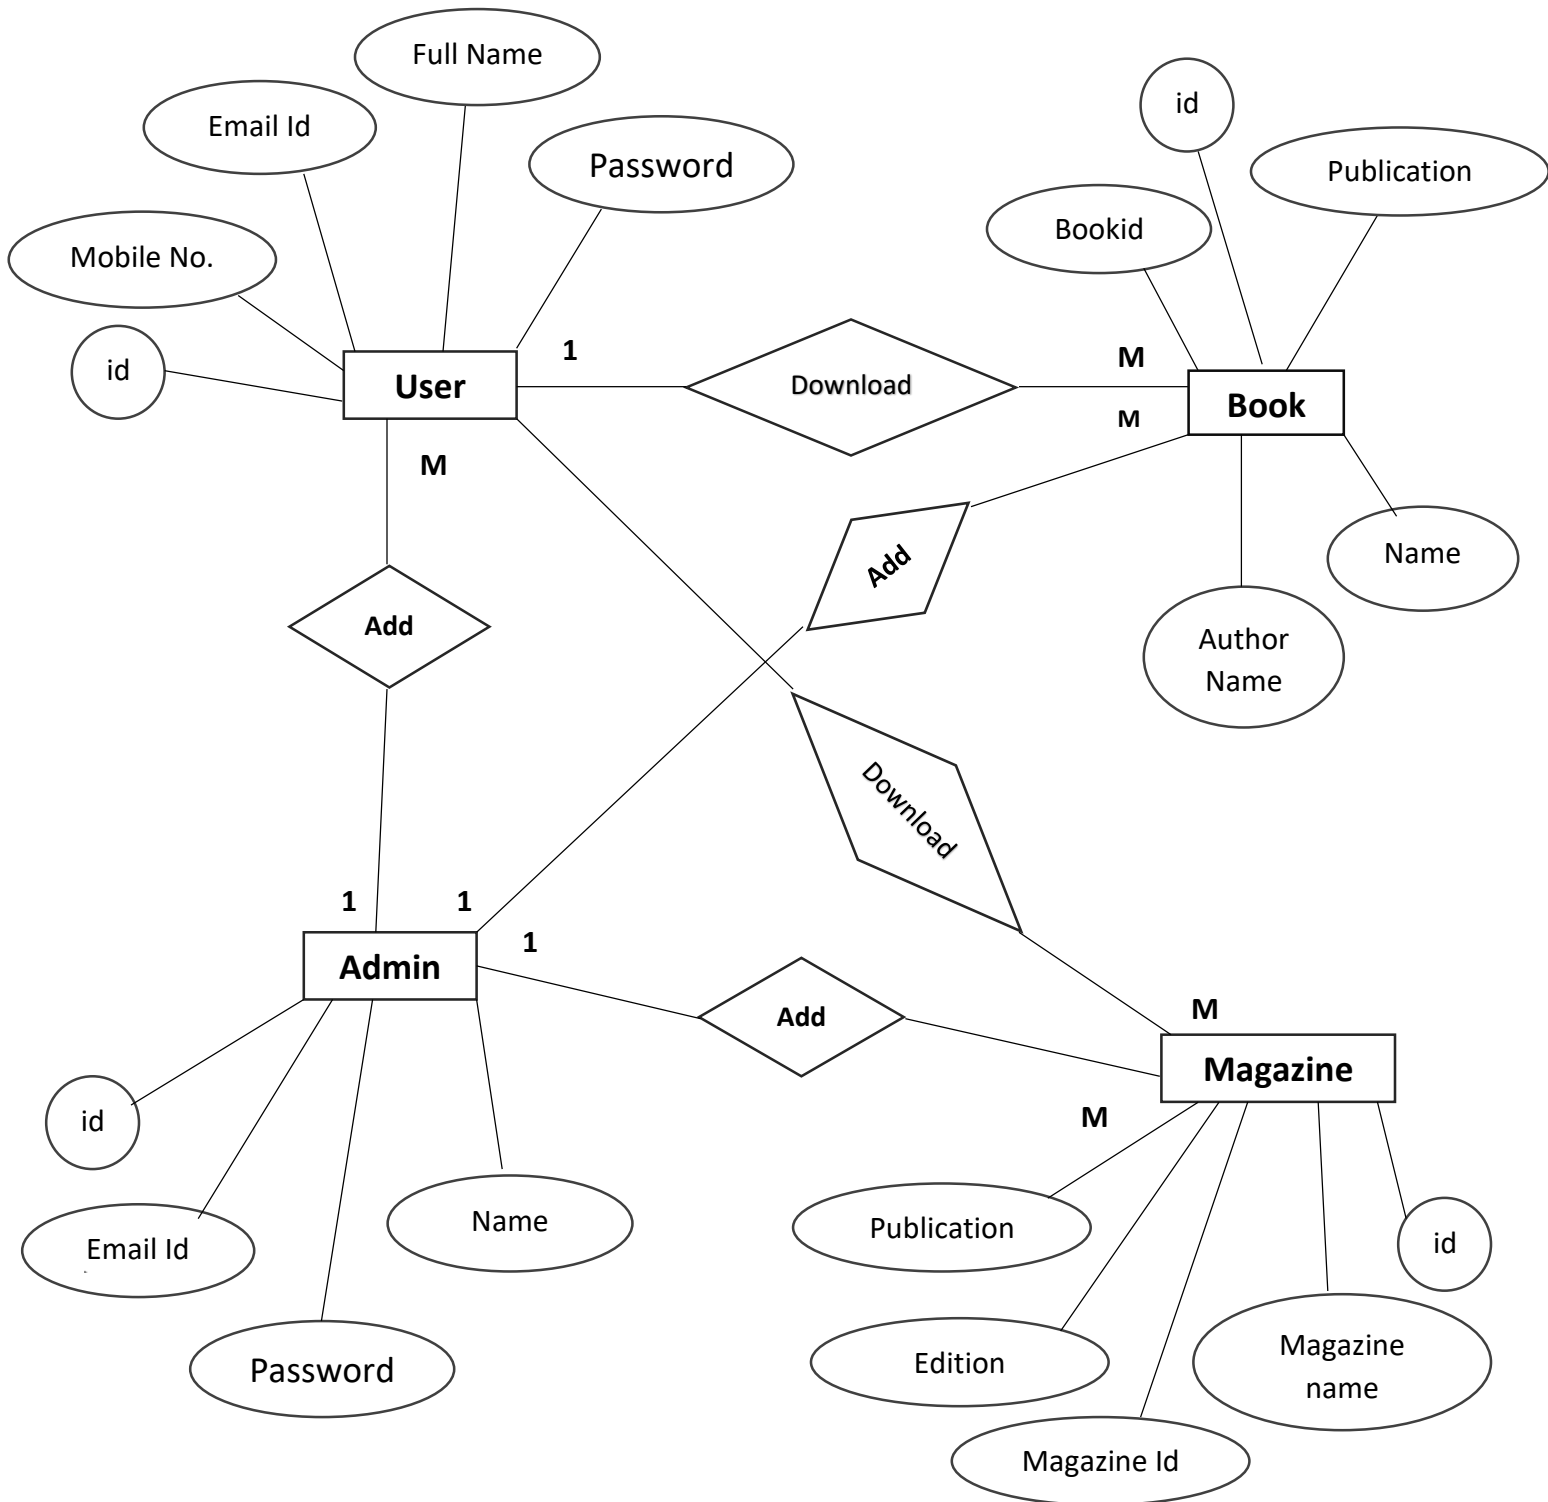 Full Name
id
Email Id
Password
Publication
Bookid
Mobile No.
1
M
id
User
Download
Book
M
M
Add
Name
Add
Author
Name
Download
1
1
1
Admin
Add
M
Magazine
id
M
Name
Publication
id
Email Id
Magazine
name
Edition
Password
Magazine Id